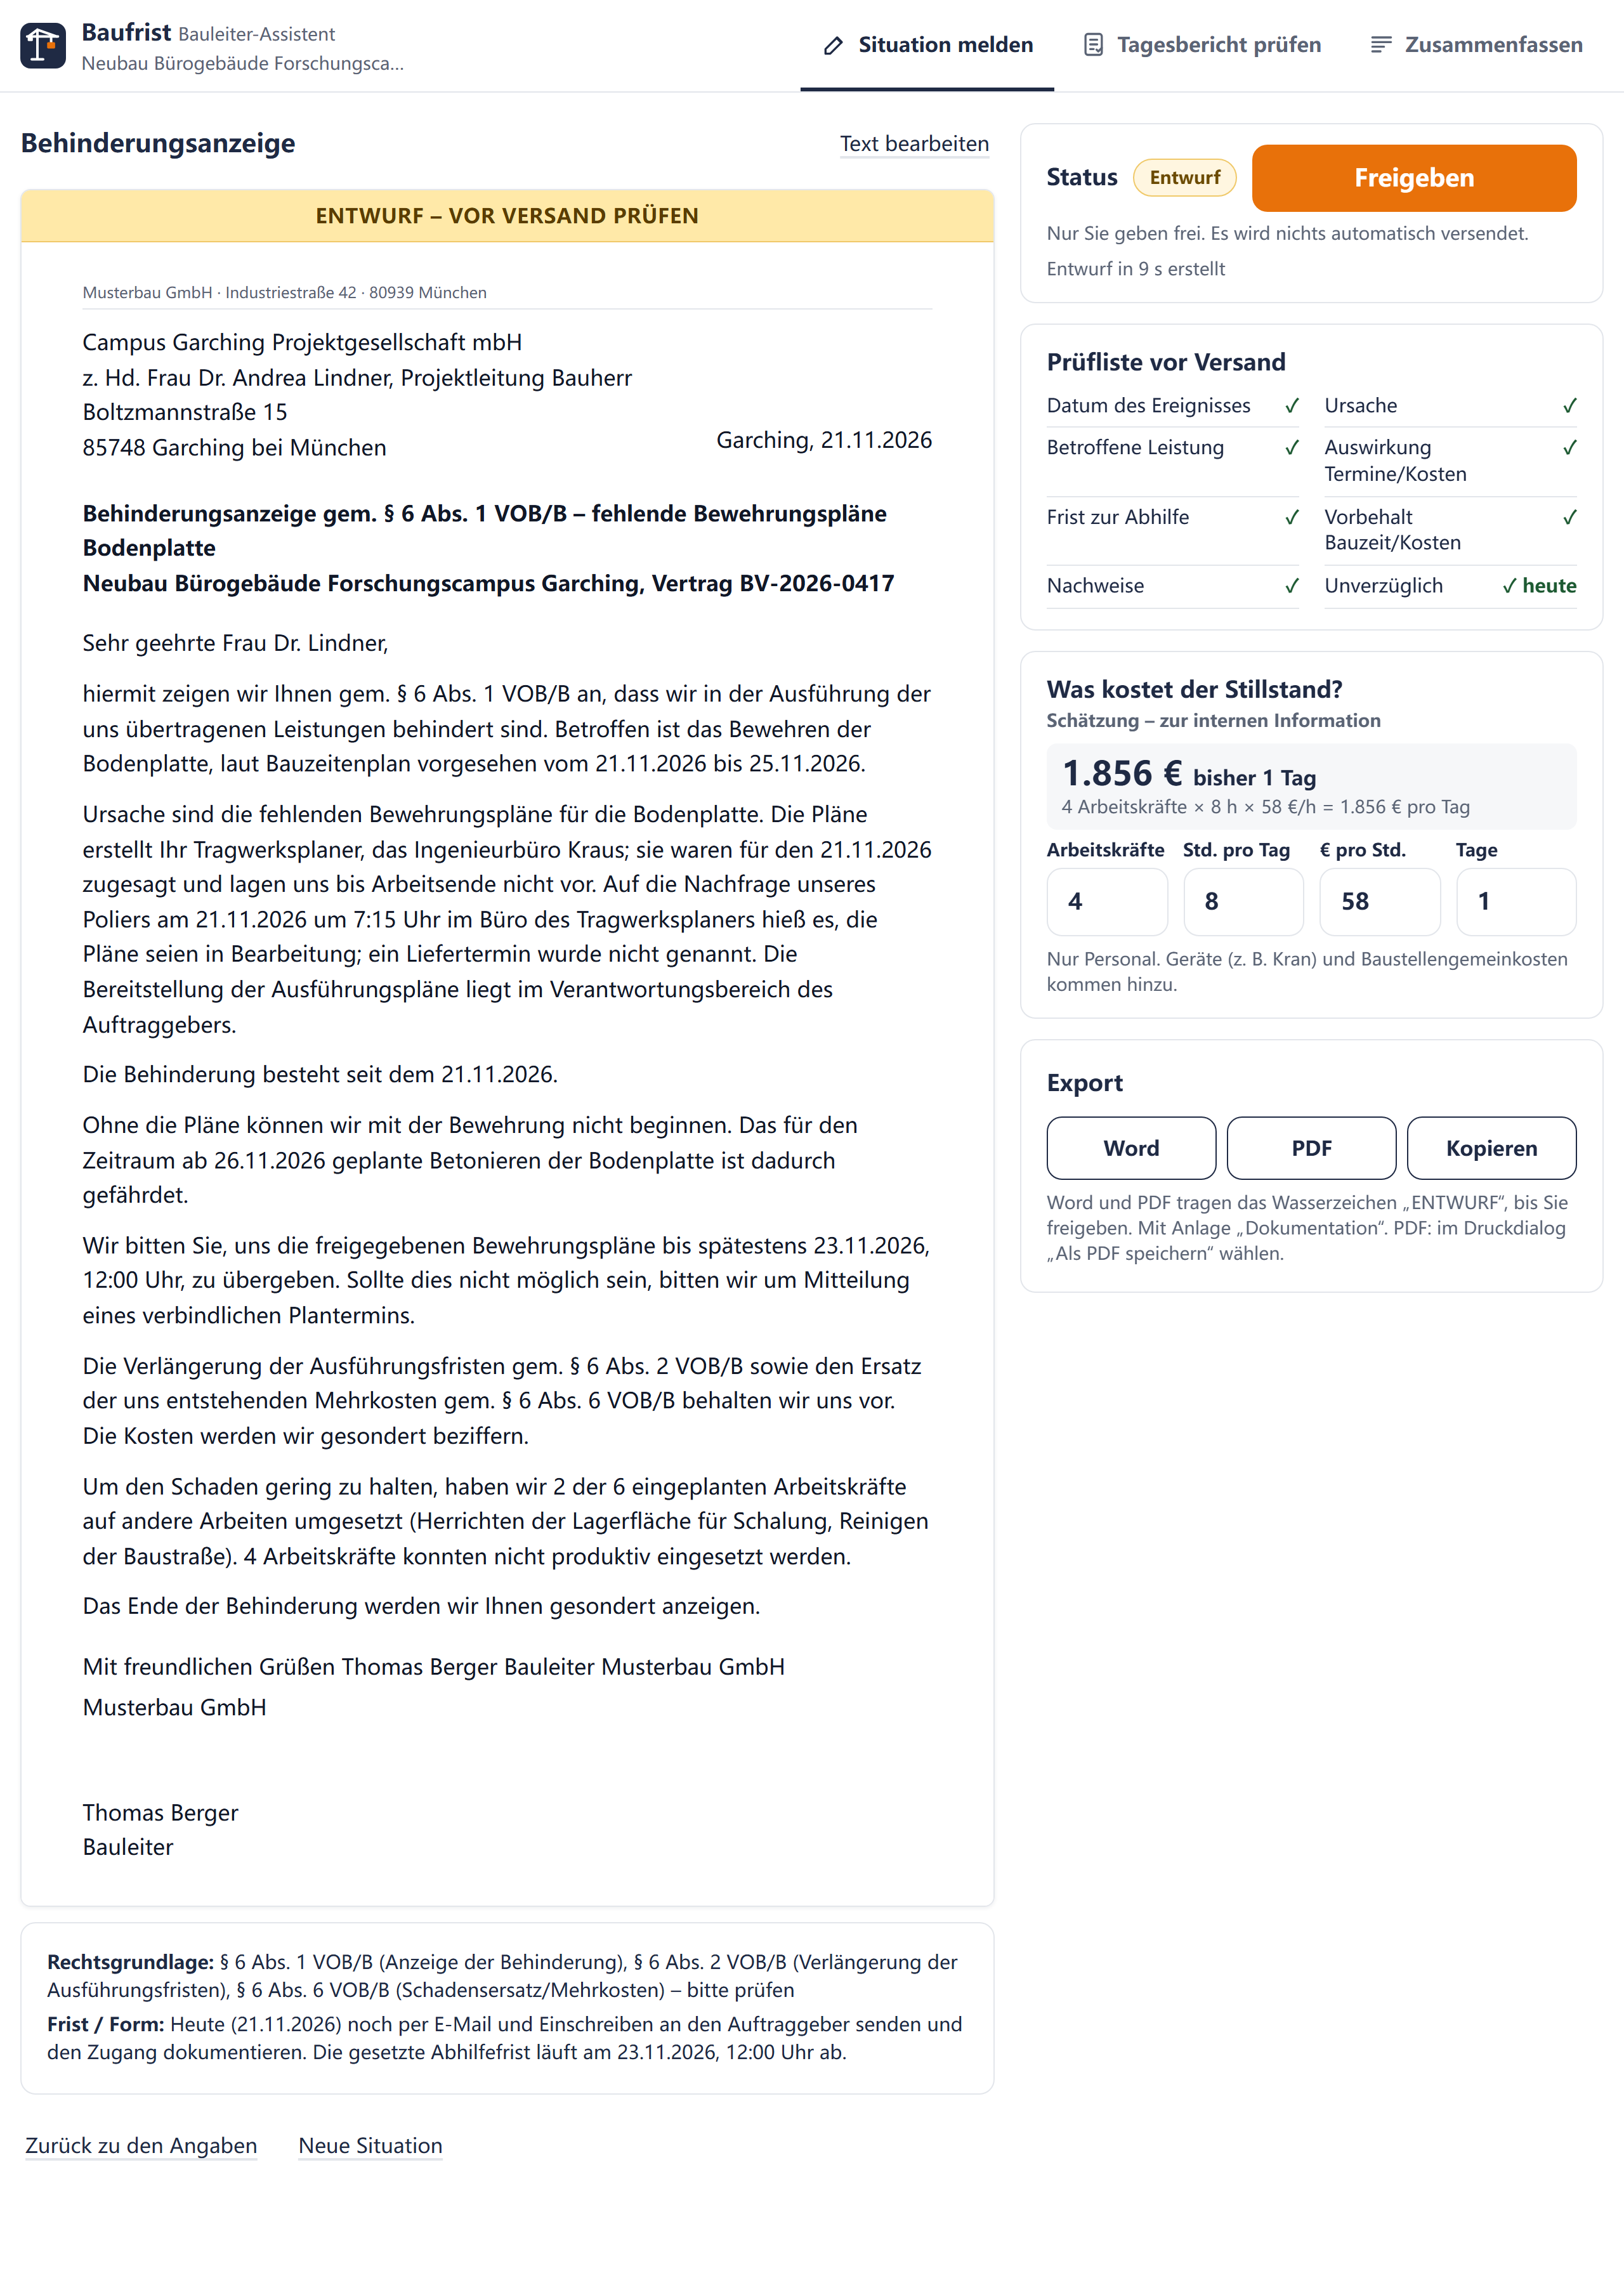 Baufrist Bauleiter-Assistent
Neubau Bürogebäude Forschungsca...
Situation melden
Tagesbericht prüfen
Zusammenfassen
Behinderungsanzeige
Text bearbeiten
ENTWURF – VOR VERSAND PRÜFEN
Musterbau GmbH · Industriestraße 42 · 80939 München
Campus Garching Projektgesellschaft mbH
z. Hd. Frau Dr. Andrea Lindner, Projektleitung Bauherr
Boltzmannstraße 15
85748 Garching bei München
Garching, 21.11.2026
Behinderungsanzeige gem. § 6 Abs. 1 VOB/B – fehlende Bewehrungspläne
Bodenplatte
Neubau Bürogebäude Forschungscampus Garching, Vertrag BV-2026-0417
Sehr geehrte Frau Dr. Lindner,
hiermit zeigen wir Ihnen gem. § 6 Abs. 1 VOB/B an, dass wir in der Ausführung der
uns übertragenen Leistungen behindert sind. Betroffen ist das Bewehren der
Bodenplatte, laut Bauzeitenplan vorgesehen vom 21.11.2026 bis 25.11.2026.
Ursache sind die fehlenden Bewehrungspläne für die Bodenplatte. Die Pläne
erstellt Ihr Tragwerksplaner, das Ingenieurbüro Kraus; sie waren für den 21.11.2026
zugesagt und lagen uns bis Arbeitsende nicht vor. Auf die Nachfrage unseres
Poliers am 21.11.2026 um 7:15 Uhr im Büro des Tragwerksplaners hieß es, die
Pläne seien in Bearbeitung; ein Liefertermin wurde nicht genannt. Die
Bereitstellung der Ausführungspläne liegt im Verantwortungsbereich des
Auftraggebers.
Die Behinderung besteht seit dem 21.11.2026.
Ohne die Pläne können wir mit der Bewehrung nicht beginnen. Das für den
Zeitraum ab 26.11.2026 geplante Betonieren der Bodenplatte ist dadurch
gefährdet.
Wir bitten Sie, uns die freigegebenen Bewehrungspläne bis spätestens 23.11.2026,
12:00 Uhr, zu übergeben. Sollte dies nicht möglich sein, bitten wir um Mitteilung
eines verbindlichen Plantermins.
Die Verlängerung der Ausführungsfristen gem. § 6 Abs. 2 VOB/B sowie den Ersatz
der uns entstehenden Mehrkosten gem. § 6 Abs. 6 VOB/B behalten wir uns vor.
Die Kosten werden wir gesondert beziffern.
Um den Schaden gering zu halten, haben wir 2 der 6 eingeplanten Arbeitskräfte
auf andere Arbeiten umgesetzt (Herrichten der Lagerfläche für Schalung, Reinigen
der Baustraße). 4 Arbeitskräfte konnten nicht produktiv eingesetzt werden.
Das Ende der Behinderung werden wir Ihnen gesondert anzeigen.
Mit freundlichen Grüßen Thomas Berger Bauleiter Musterbau GmbH
Musterbau GmbH
Thomas Berger
Bauleiter
Rechtsgrundlage: § 6 Abs. 1 VOB/B (Anzeige der Behinderung), § 6 Abs. 2 VOB/B (Verlängerung der
Ausführungsfristen), § 6 Abs. 6 VOB/B (Schadensersatz/Mehrkosten) – bitte prüfen
Frist / Form: Heute (21.11.2026) noch per E-Mail und Einschreiben an den Auftraggeber senden und
den Zugang dokumentieren. Die gesetzte Abhilfefrist läuft am 23.11.2026, 12:00 Uhr ab.
Zurück zu den Angaben
Neue Situation
Status Entwurf Freigeben
Nur Sie geben frei. Es wird nichts automatisch versendet.
Entwurf in 9 s erstellt
Prüfliste vor Versand
Datum des Ereignisses ✓
Ursache ✓
Betroffene Leistung ✓
Auswirkung ✓
Termine/Kosten
Frist zur Abhilfe ✓
Vorbehalt ✓
Bauzeit/Kosten
Nachweise ✓
Unverzüglich ✓ heute
Was kostet der Stillstand?
Schätzung – zur internen Information
1.856 € bisher 1 Tag
4 Arbeitskräfte × 8 h × 58 €/h = 1.856 € pro Tag
Arbeitskräfte Std. pro Tag € pro Std. Tage
4 8 58 1
Nur Personal. Geräte (z. B. Kran) und Baustellengemeinkosten
kommen hinzu.
Export
Word PDF Kopieren
Word und PDF tragen das Wasserzeichen „ENTWURF“, bis Sie
freigeben. Mit Anlage „Dokumentation“. PDF: im Druckdialog
„Als PDF speichern“ wählen.